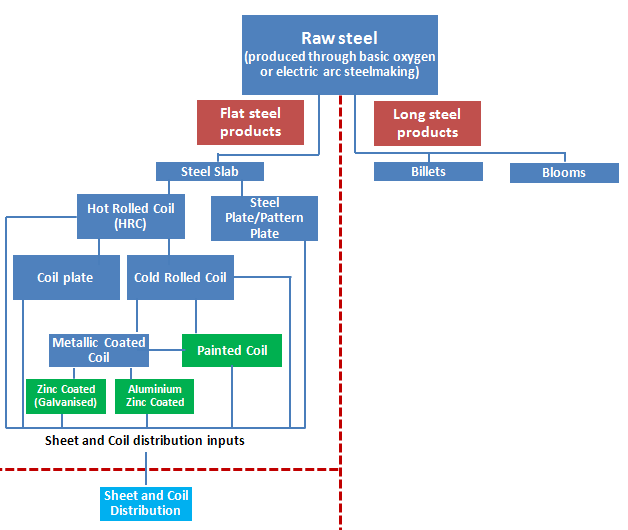 Raw steel
(produced through basic oxygen
or electric arc steelmaking)
Flat steel
products
Long steel
products
Steel Slab
Billets
Blooms
Hot Rolled Coil
(HRC)
Steel
Plate/Pattern
Plate
Coil plate
Cold Rolled Coil
Metallic Coated
Coil
Painted Coil
Zinc Coated
(Galvanised)
Aluminium
Zinc Coated
Sheet and Coil distribution inputs
Sheet and Coil
Distribution